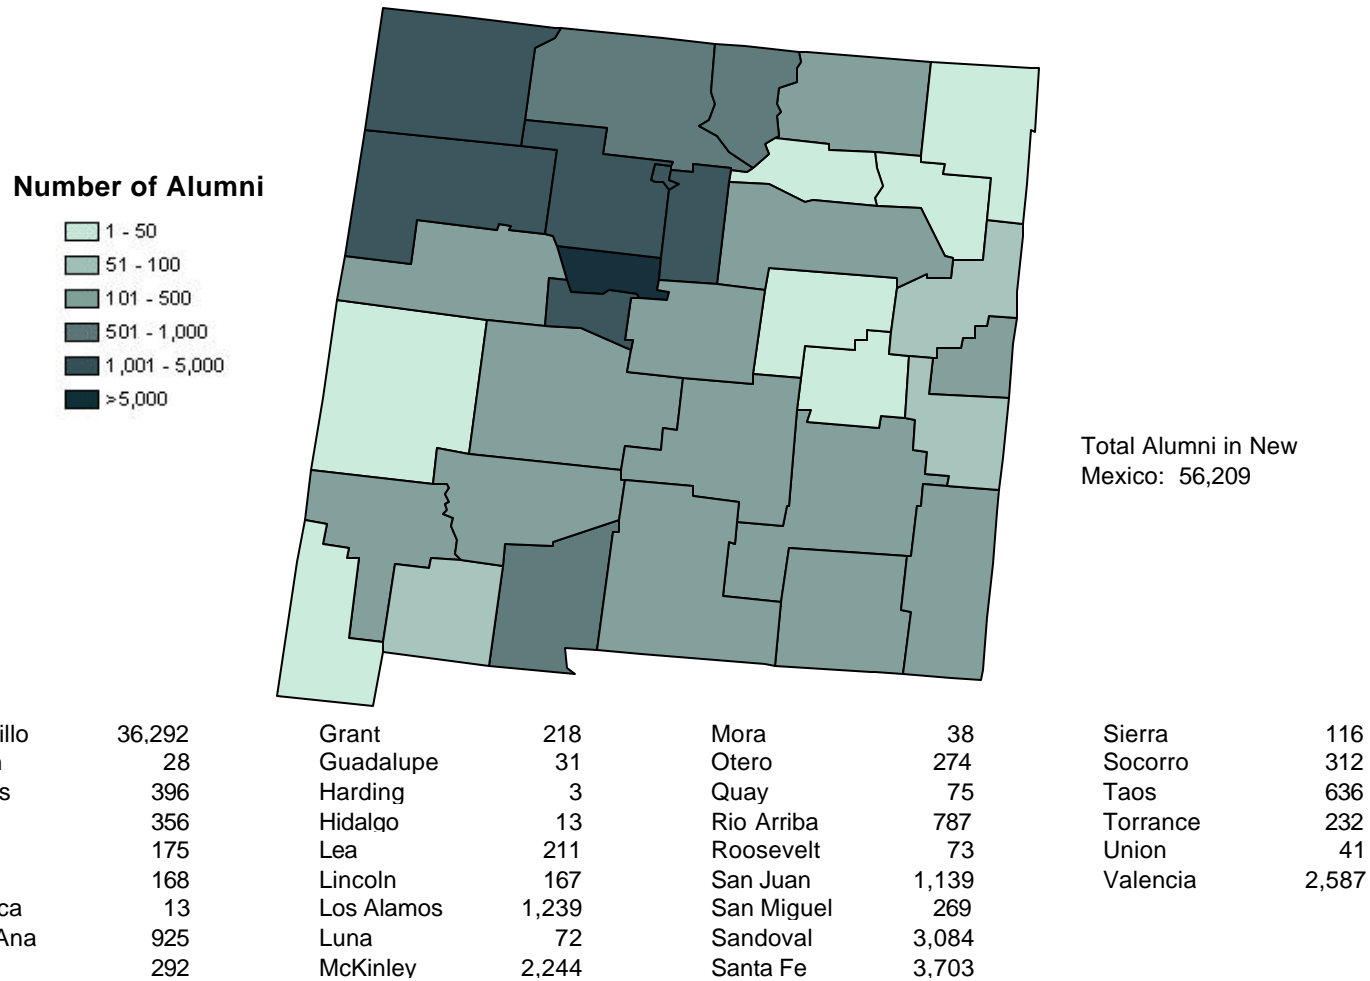 Number of Alumni
1 - 50
51 - 100
101 - 500
501 - 1,000
1,001 - 5,000
>5,000
Total Alumni in New
Mexico: 56,209
illo 36,292 Grant 218 Mora 38 Sierra 116
28 Guadalupe 31 Otero 274 Socorro 312
s 396 Harding 3 Quay 75 Taos 636
356 Hidalgo 13 Rio Arriba 787 Torrance 232
175 Lea 211 Roosevelt 73 Union 41
168 Lincoln 167 San Juan 1,139 Valencia 2,587
ca 13 Los Alamos 1,239 San Miguel 269
Ana 925 Luna 72 Sandoval 3,084
292 McKinley 2,244 Santa Fe 3,703